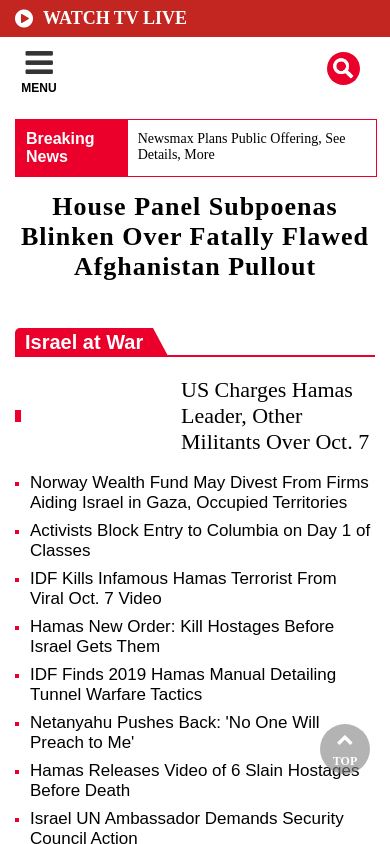 WATCH TV LIVE
MENU
Breaking
News
Newsmax Plans Public Offering, See
Details, More
House Panel Subpoenas
Blinken Over Fatally Flawed
Afghanistan Pullout
Israel at War
US Charges Hamas
Leader, Other
Militants Over Oct. 7
Norway Wealth Fund May Divest From Firms
Aiding Israel in Gaza, Occupied Territories
Activists Block Entry to Columbia on Day 1 of
Classes
IDF Kills Infamous Hamas Terrorist From
Viral Oct. 7 Video
Hamas New Order: Kill Hostages Before
Israel Gets Them
IDF Finds 2019 Hamas Manual Detailing
Tunnel Warfare Tactics
Netanyahu Pushes Back: 'No One Will
Preach to Me'
Hamas Releases Video of 6 Slain Hostages
Before Death
TOP
Israel UN Ambassador Demands Security
Council Action